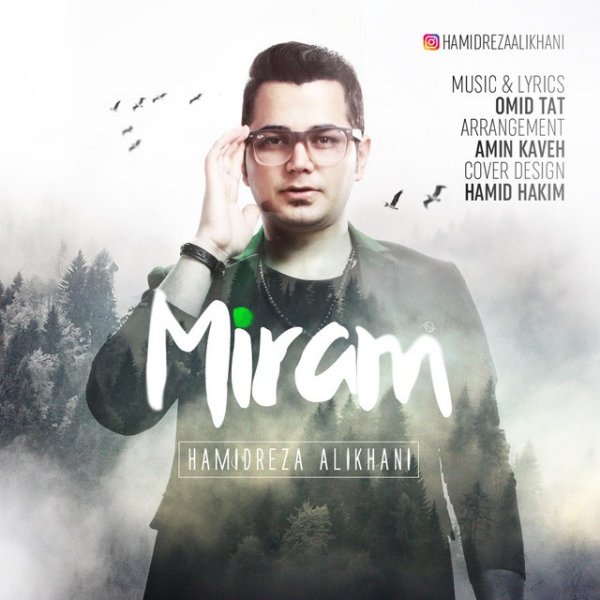 HAMIDREZAALIKHANI
MUSIC & LYRICS
OMID TAT
ARRANGEMENT
AMIN KAVEH
COVER DESIGN
HAMID HAKIM
Miram
HAMIDREZA ALIKHANI